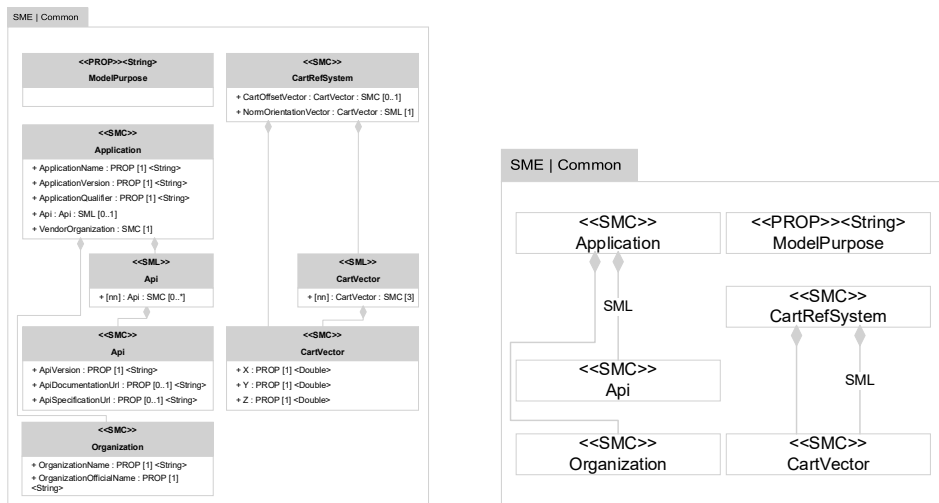 SME | Common
<<PROP>><String>
ModelPurpose
<<SMC>>
CartRefSystem
+ CartOffsetVector : CartVector : SMC [0..1]
+ NormOrientationVector : CartVector : SML [1]
<<SMC>>
Application
+ ApplicationName : PROP [1] <String>
+ ApplicationVersion : PROP [1] <String>
+ ApplicationQualifier : PROP [1] <String>
+ Api : Api : SML [0..1]
+ VendorOrganization : SMC [1]
<<SML>>
Api
+ [nn] : Api : SMC [0..*]
<<SML>>
CartVector
+ [nn] : CartVector : SMC [3]
<<SMC>>
Api
+ ApiVersion : PROP [1] <String>
+ ApiDocumentationUrl : PROP [0..1] <String>
+ ApiSpecificationUrl : PROP [0..1] <String>
<<SMC>>
CartVector
+ X : PROP [1] <Double>
+ Y : PROP [1] <Double>
+ Z : PROP [1] <Double>
<<SMC>>
Organization
+ OrganizationName : PROP [1] <String>
+ OrganizationOfficialName : PROP [1]
<String>
SME | Common
<<SMC>>
Application
<<PROP>><String>
ModelPurpose
SML
<<SMC>>
CartRefSystem
<<SMC>>
Api
SML
<<SMC>>
Organization
<<SMC>>
CartVector